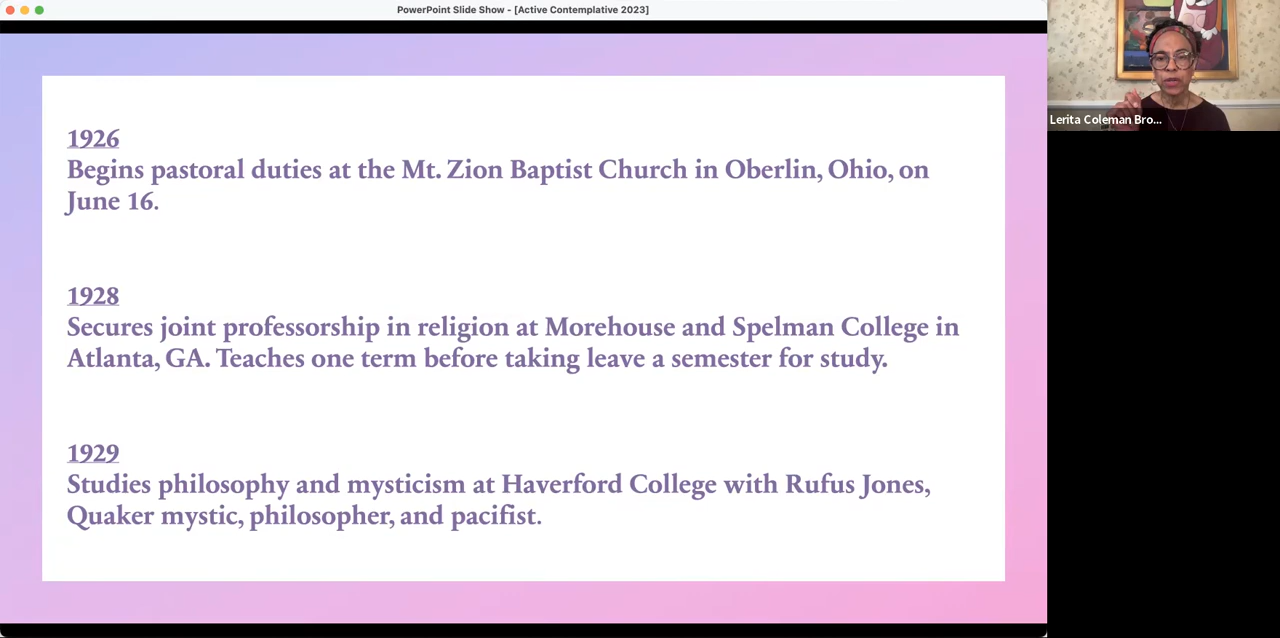 PowerPoint Slide Show - [Active Contemplative 2023]
1926
Begins pastoral duties at the Mt. Zion Baptist Church in Oberlin, Ohio, on
June 16.
1928
Secures joint professorship in religion at Morehouse and Spelman College in
Atlanta, GA. Teaches one term before taking leave a semester for study.
1929
Studies philosophy and mysticism at Haverford College with Rufus Jones,
Quaker mystic, philosopher, and pacifist.
Lerita Coleman Bro...